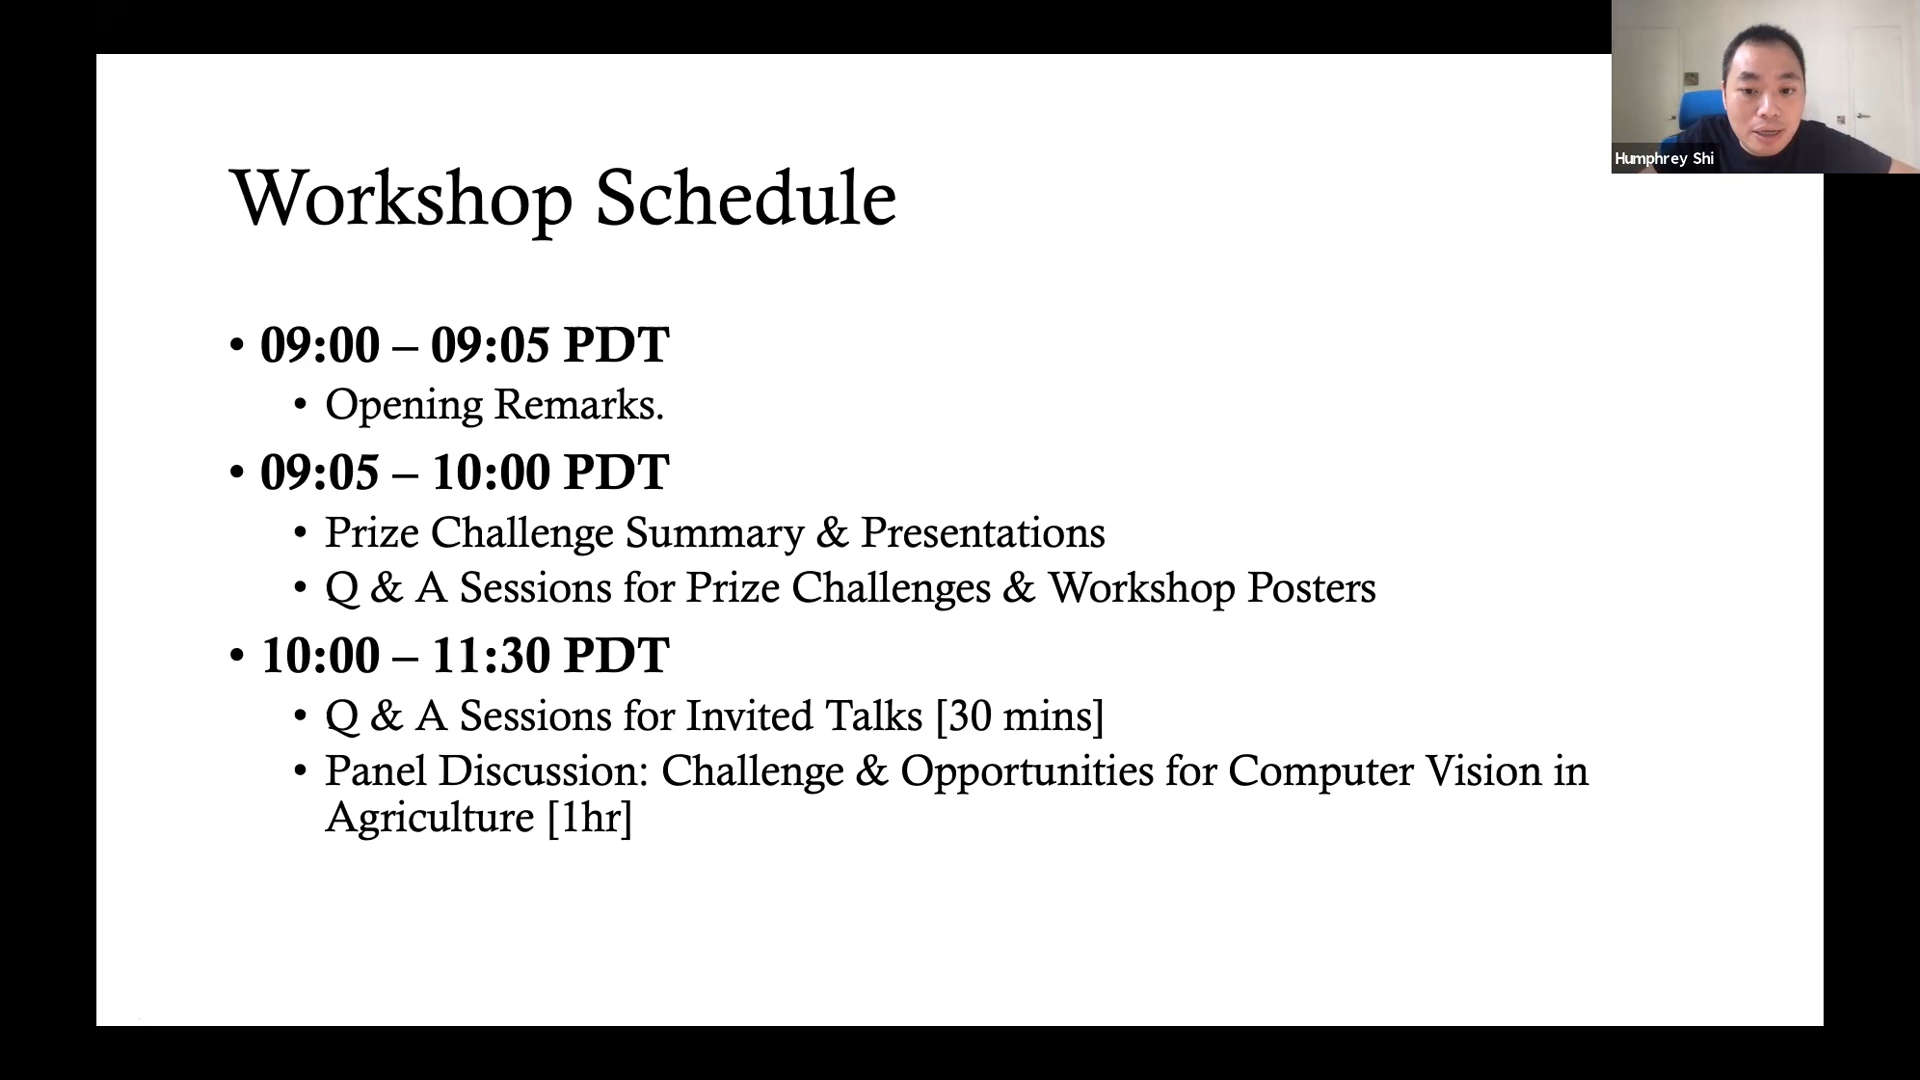 Humphrey Shi
Workshop Schedule
• 09:00 – 09:05 PDT
• Opening Remarks.
• 09:05 – 10:00 PDT
• Prize Challenge Summary & Presentations
• Q & A Sessions for Prize Challenges & Workshop Posters
• 10:00 – 11:30 PDT
• Q & A Sessions for Invited Talks [30 mins]
• Panel Discussion: Challenge & Opportunities for Computer Vision in
Agriculture [1hr]